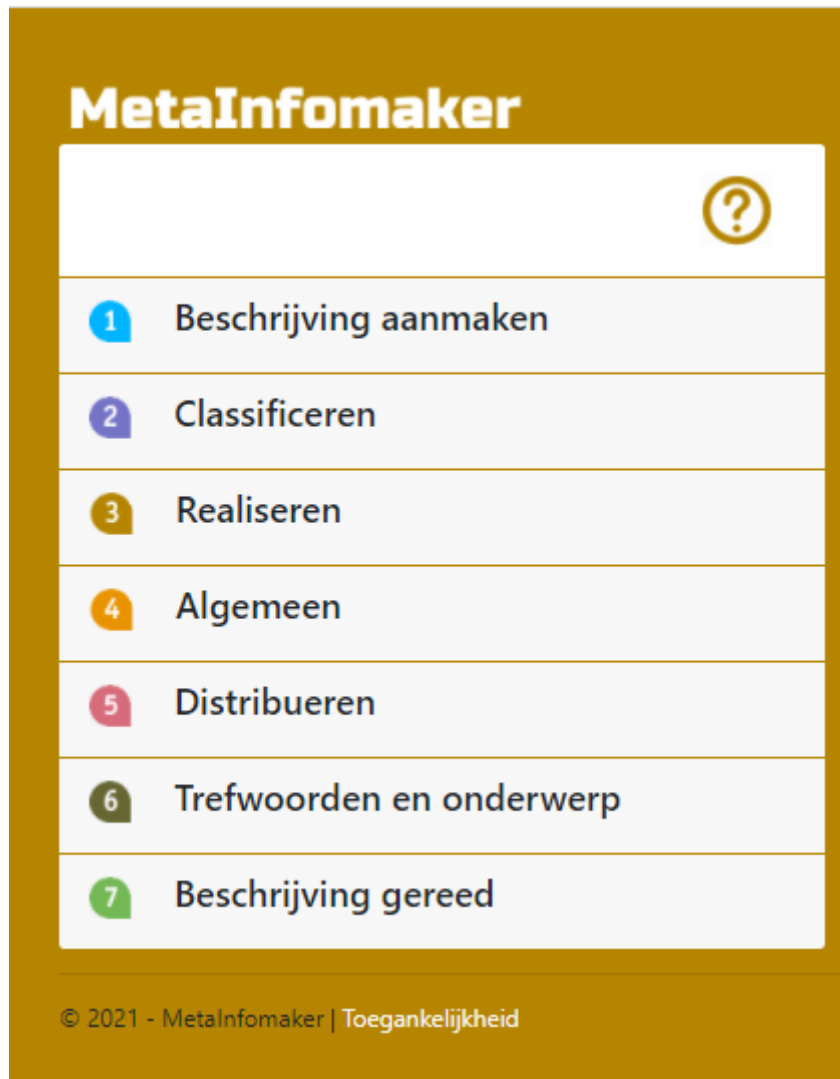 MetaInfomaker
?
1 Beschrijving aanmaken
2 Classificeren
3 Realiseren
4 Algemeen
5 Distribueren
6 Trefwoorden en onderwerp
7 Beschrijving gereed
© 2021 - MetaInfomaker | Toegankelijkheid